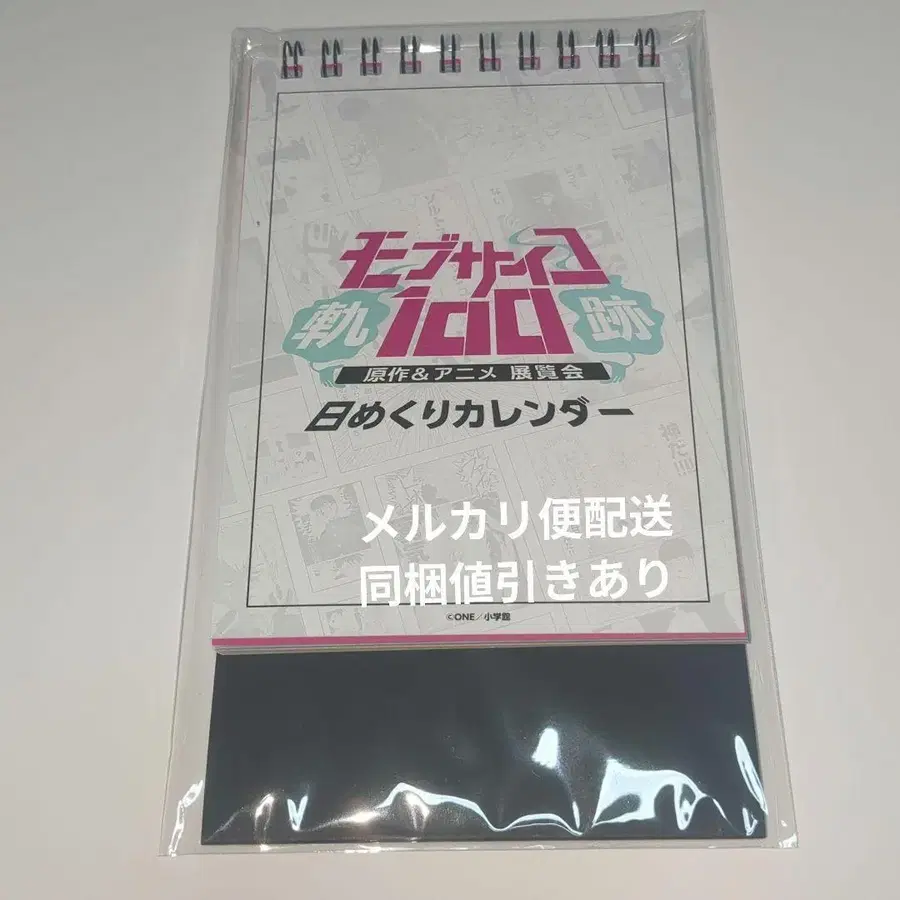 モブサイコ
軌 100 跡
原作&アニメ 展覧会
日めくりカレンダー
神だ!!!
メルカリ便配送
同梱値引きあり
©ONE／小学館